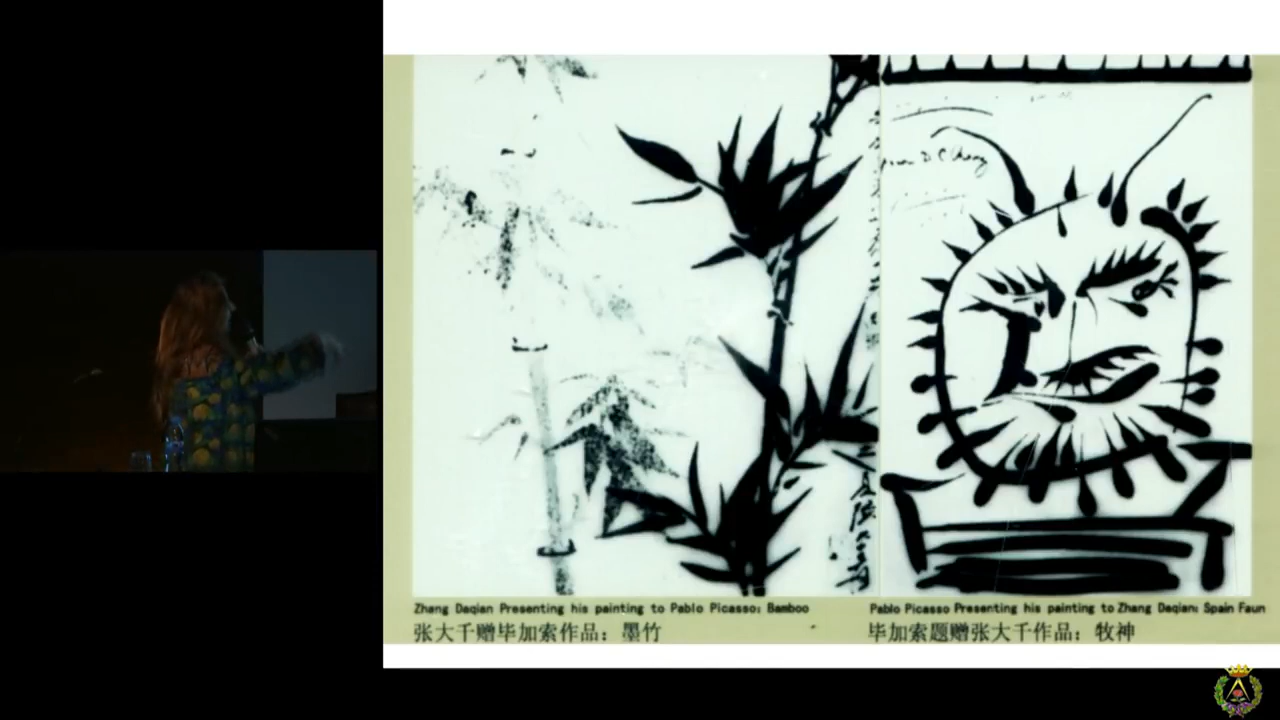 Zhang Daqian Presenting his painting to Pablo Picasso: Bamboo
张大千赠毕加索作品：墨竹
Pablo Picasso Presenting his painting to Zhang Daqian: Spain Faun
毕加索题赠张大千作品：牧神